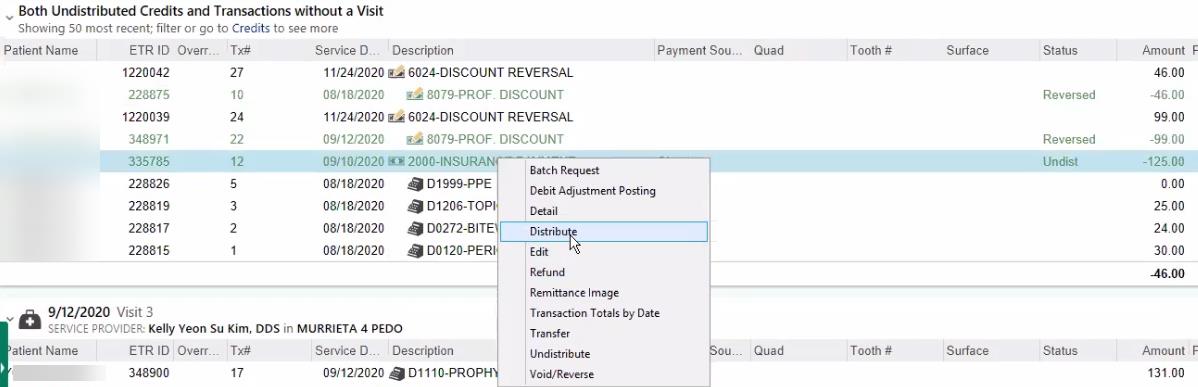 Both Undistributed Credits and Transactions without a Visit
Showing 50 most recent; filter or go to Credits to see more
Patient Name ETR ID Overr... Tx# Service D... Description Payment Sou... Quad Tooth # Surface Status Amount
1220042 27 11/24/2020 6024-DISCOUNT REVERSAL 46.00
228875 10 08/18/2020 8079-PROF. DISCOUNT Reversed -46.00
1220039 24 11/24/2020 6024-DISCOUNT REVERSAL 99.00
348971 22 09/12/2020 8079-PROF. DISCOUNT Reversed -99.00
335785 12 09/10/2020 2000-INSURAN Undist -125.00
Batch Request
228826 5 08/18/2020 D1999-PPE 0.00
Debit Adjustment Posting
228819 3 08/18/2020 D1206-TOPI 25.00
Detail
228817 2 08/18/2020 D0272-BITE 24.00
Distribute
228815 1 08/18/2020 D0120-PERI 30.00
Edit
Refund
-46.00
Remittance Image
9/12/2020 Visit 3
Transaction Totals by Date
SERVICE PROVIDER: Kelly Yeon Su Kim, DDS in MURRIETA 4 PEDO
Transfer
Patient Name ETR ID Overr... Tx# Service D... Description Sou... Quad Tooth # Surface Status Amount
Undistribute
348900 17 09/12/2020 D1110-PROPHY 131.00
Void/Reverse